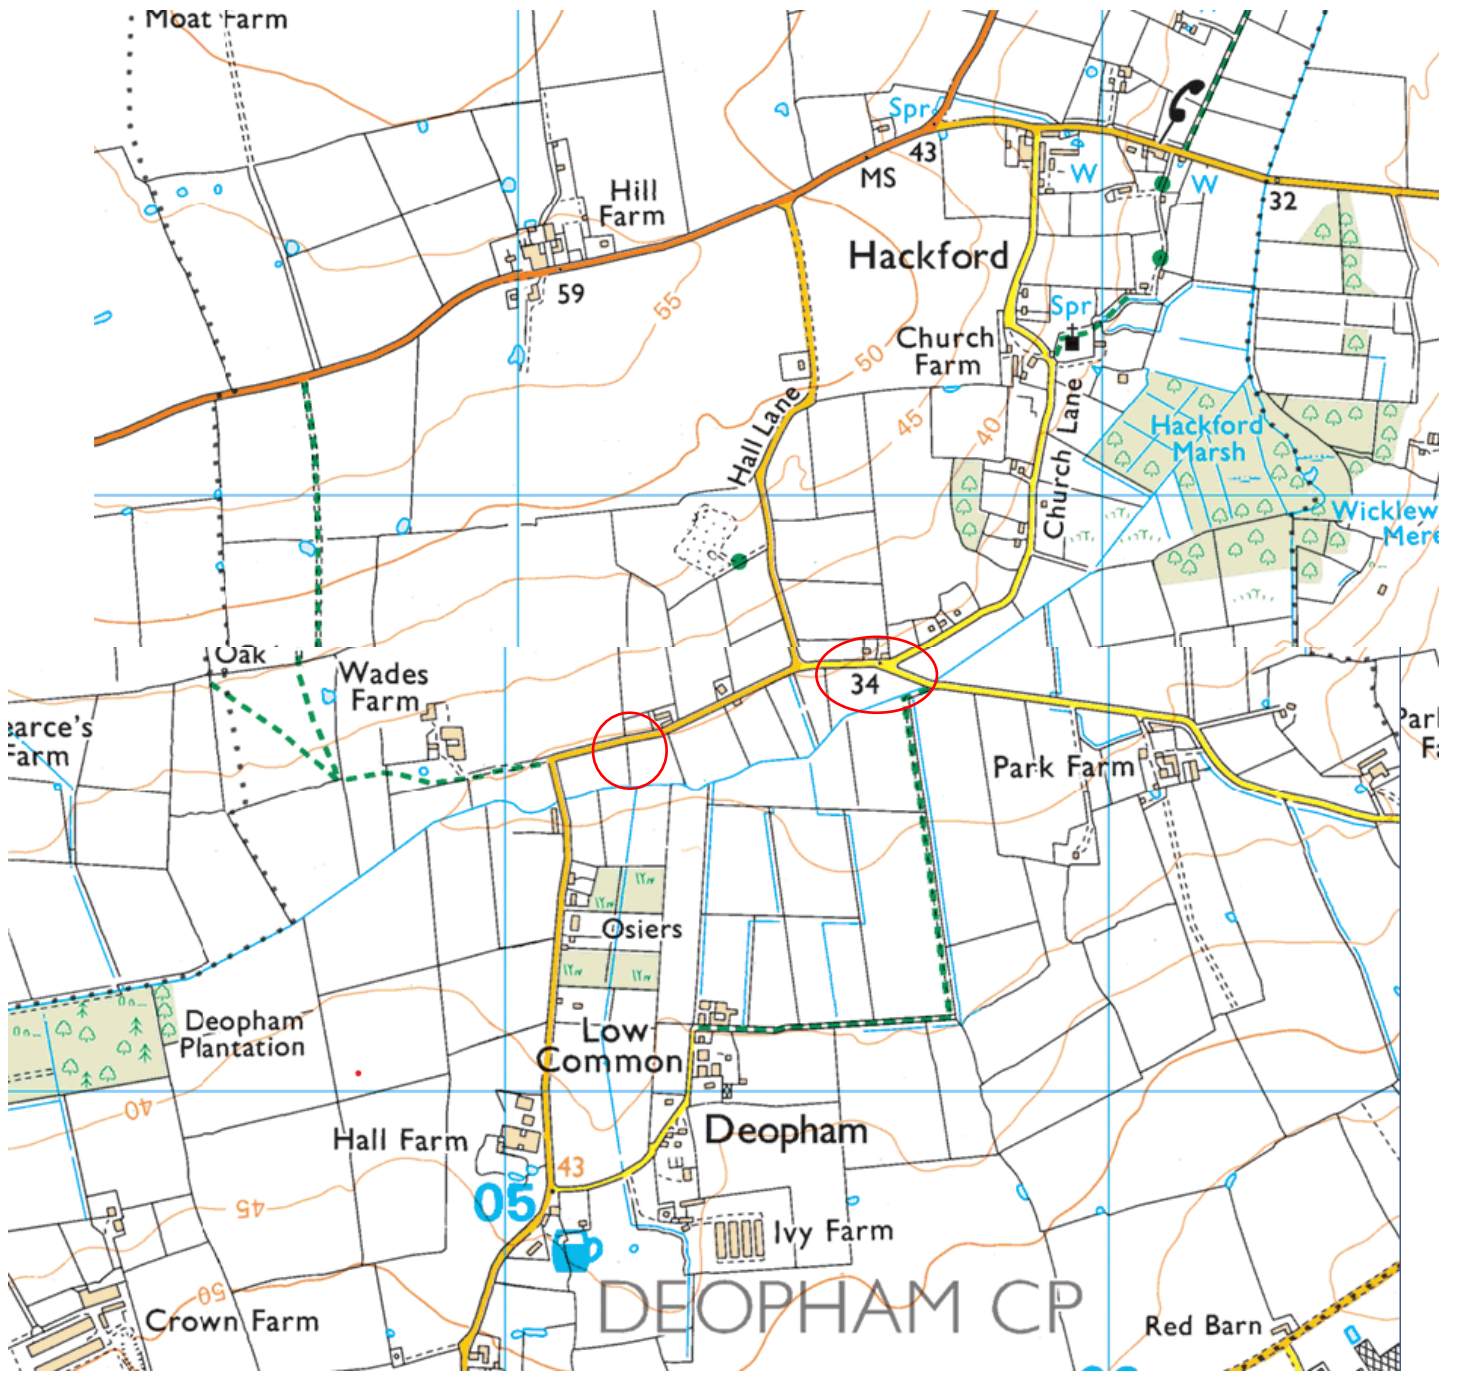 Moat Farm
Spr
43
MS
W
W
Hill
Farm
32
Hackford
59
55
Spr
Church
Farm
50
45
40
Hall Lane
Church Lane
Hackford
Marsh
Wicklew
Mere
Oak
Wades
Farm
34
earce's
Farm
Park Farm
Osiers
Deopham
Plantation
Low
Common
40
Deopham
Hall Farm
43
05
45
Ivy Farm
50
DEOPHAM CP
Crown Farm
Red Barn